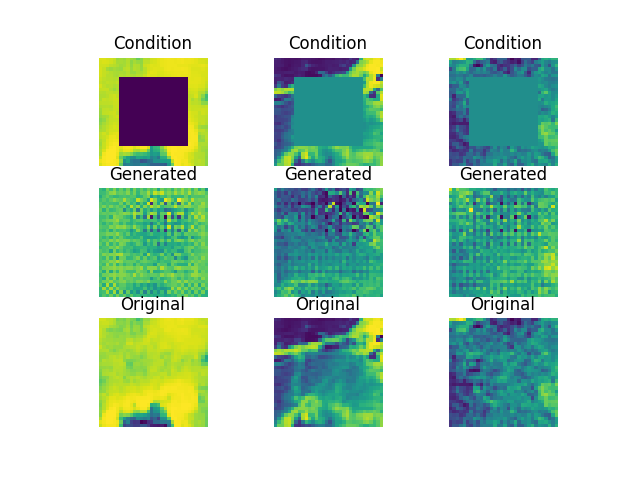 Condition Condition Condition
Generated Generated Generated
Original Original Original